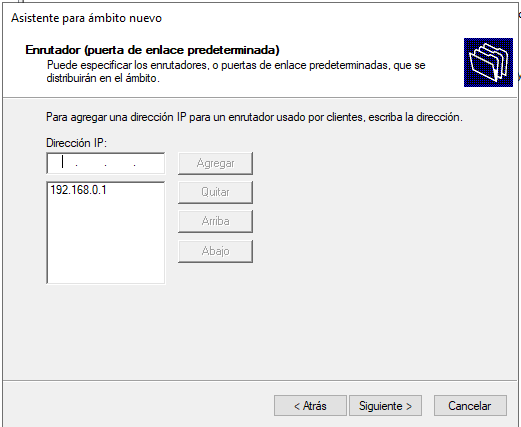 Asistente para ámbito nuevo
Enrutador (puerta de enlace predeterminada)
Puede especificar los enrutadores, o puertas de enlace predeterminadas, que se
distribuirán en el ámbito.
Para agregar una dirección IP para un enrutador usado por clientes, escriba la dirección.
Dirección IP:
. . .
Agregar
192.168.0.1
Quitar
Arriba
Abajo
< Atrás
Siguiente >
Cancelar